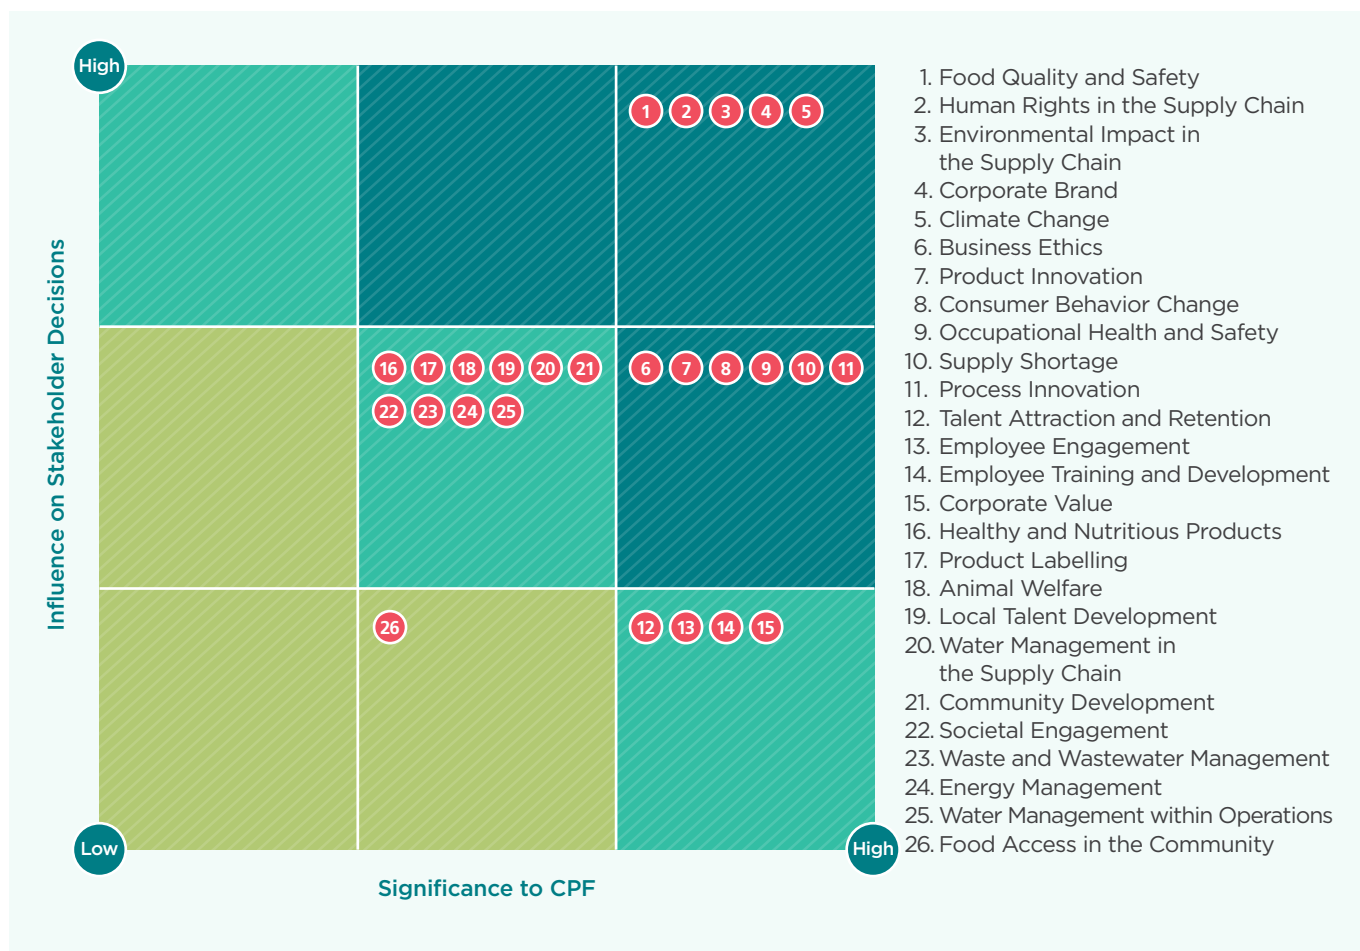 High
1 2 3 4 5
16 17 18 19 20 21
6 7 8 9 10 11
22 23 24 25
26
12 13 14 15
Low
High
Influence on Stakeholder Decisions
Significance to CPF
1. Food Quality and Safety
2. Human Rights in the Supply Chain
3. Environmental Impact in
the Supply Chain
4. Corporate Brand
5. Climate Change
6. Business Ethics
7. Product Innovation
8. Consumer Behavior Change
9. Occupational Health and Safety
10. Supply Shortage
11. Process Innovation
12. Talent Attraction and Retention
13. Employee Engagement
14. Employee Training and Development
15. Corporate Value
16. Healthy and Nutritious Products
17. Product Labelling
18. Animal Welfare
19. Local Talent Development
20. Water Management in
the Supply Chain
21. Community Development
22. Societal Engagement
23. Waste and Wastewater Management
24. Energy Management
25. Water Management within Operations
26. Food Access in the Community